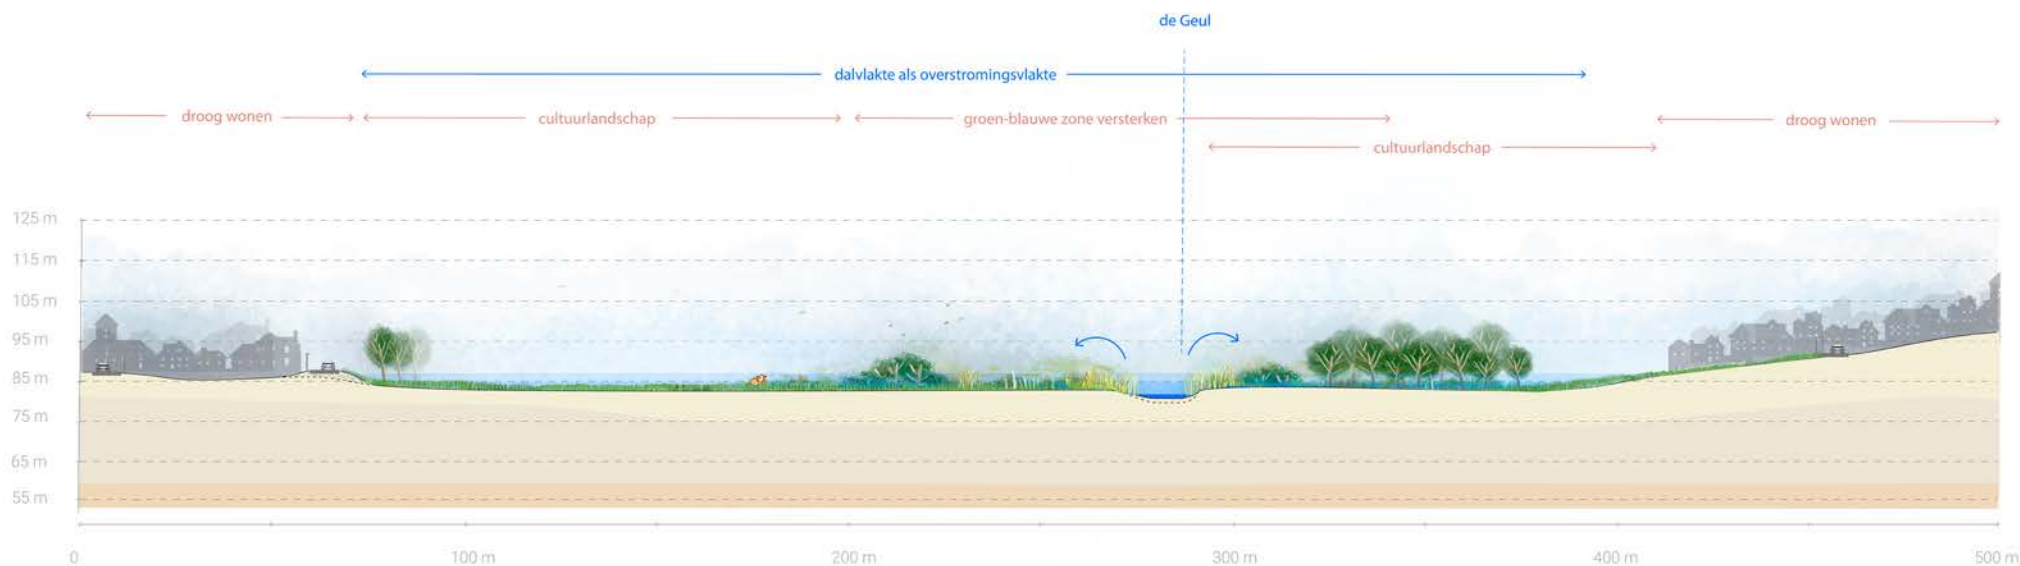 de Geul
dalvlakte als overstromingsvlakte
droog wonen
cultuurlandschap
groen-blauwe zone versterken
droog wonen
cultuurlandschap
125 m
115 m
105 m
95 m
85 m
75 m
65 m
55 m
0
100 m
200 m
300 m
400 m
500 m